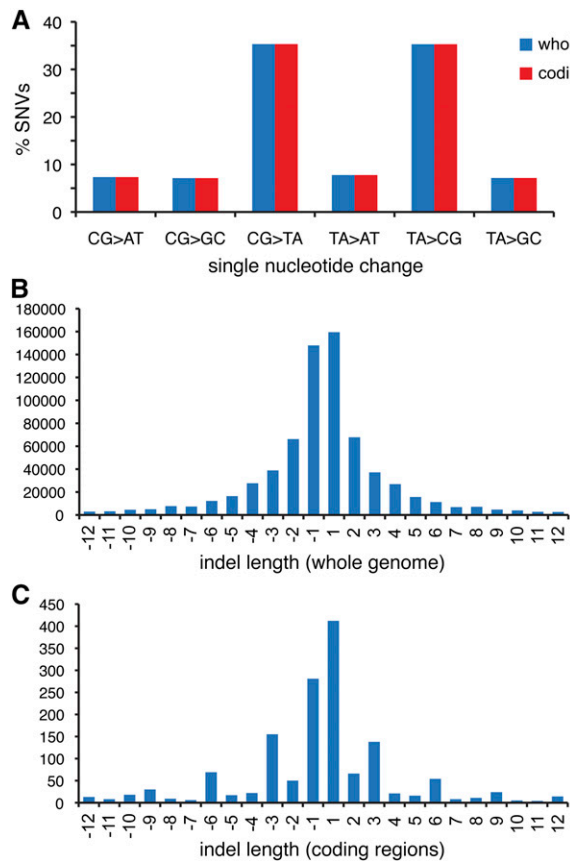 A
40
30
20
10
0
% SNVs
who
codi
CG>AT CG>GC CG>TA TA>AT TA>CG TA>GC
single nucleotide change
B
180000
160000
140000
120000
100000
80000
60000
40000
20000
0
-12 -11 -10 -9 -8 -7 -6 -5 -4 -3 -2 -1 1 2 3 4 5 6 7 8 9 10 11 12
indel length (whole genome)
C
450
400
350
300
250
200
150
100
50
0
-12 -11 -10 -9 -8 -7 -6 -5 -4 -3 -2 -1 1 2 3 4 5 6 7 8 9 10 11 12
indel length (coding regions)